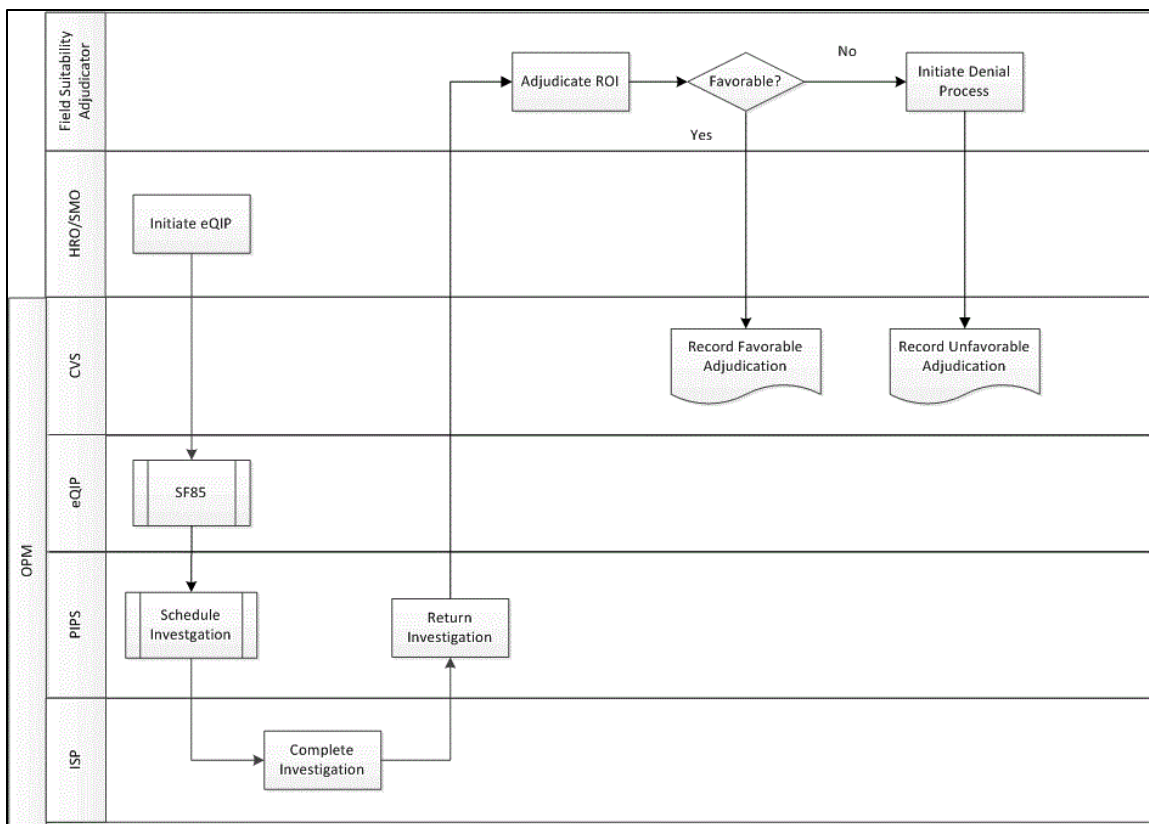 Field Suitability
Adjudicator
Adjudicate ROI
Favorable?
No
Initiate Denial
Process
Yes
HRO/SMO
Initiate eQIP
OPM
CVS
Record Favorable
Adjudication
Record Unfavorable
Adjudication
eQIP
SF85
PIPS
Schedule
Investgation
Return
Investigation
ISP
Complete
Investigation